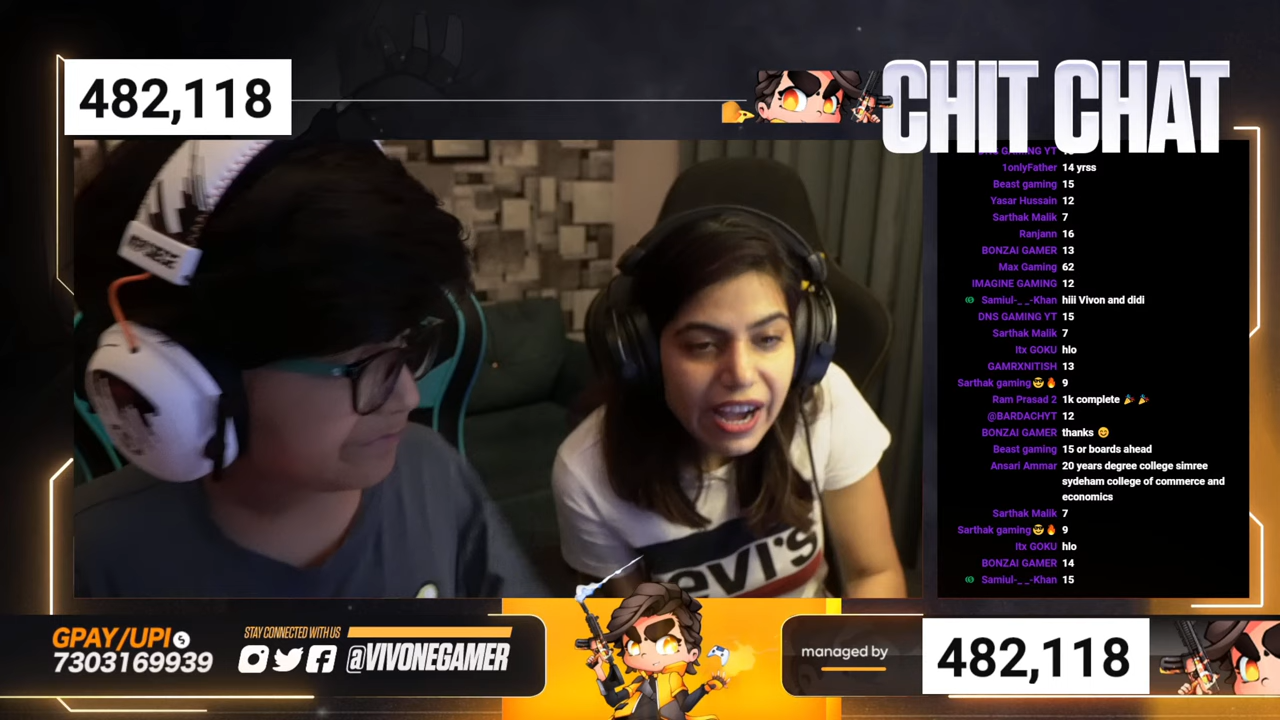 482,118
CHIT CHAT
DNS GAMING YT
1onlyFather 14 yrss
Beast gaming 15
Yasar Hussain 12
Sarthak Malik 7
Ranjann 16
BONZAI GAMER 13
Max Gaming 62
IMAGINE GAMING 12
Samiul-_ _-Khan hiii Vivon and didi
DNS GAMING YT 15
Sarthak Malik 7
Itx GOKU hlo
GAMRXNITISH 13
Sarthak gaming😎🔥 9
Ram Prasad 2 1k complete 🎉 🎉
@BARDACHYT 12
BONZAI GAMER thanks 😊
Beast gaming 15 or boards ahead
Ansari Ammar 20 years degree college simree
sydeham college of commerce and
economics
Sarthak Malik 7
Sarthak gaming😎🔥 9
Itx GOKU hlo
BONZAI GAMER 14
Samiul-_ _-Khan 15
evi's
GPAY/UPI
7303169939
STAY CONNECTED WITH US
@VIVONEGAMER
managed by
482,118